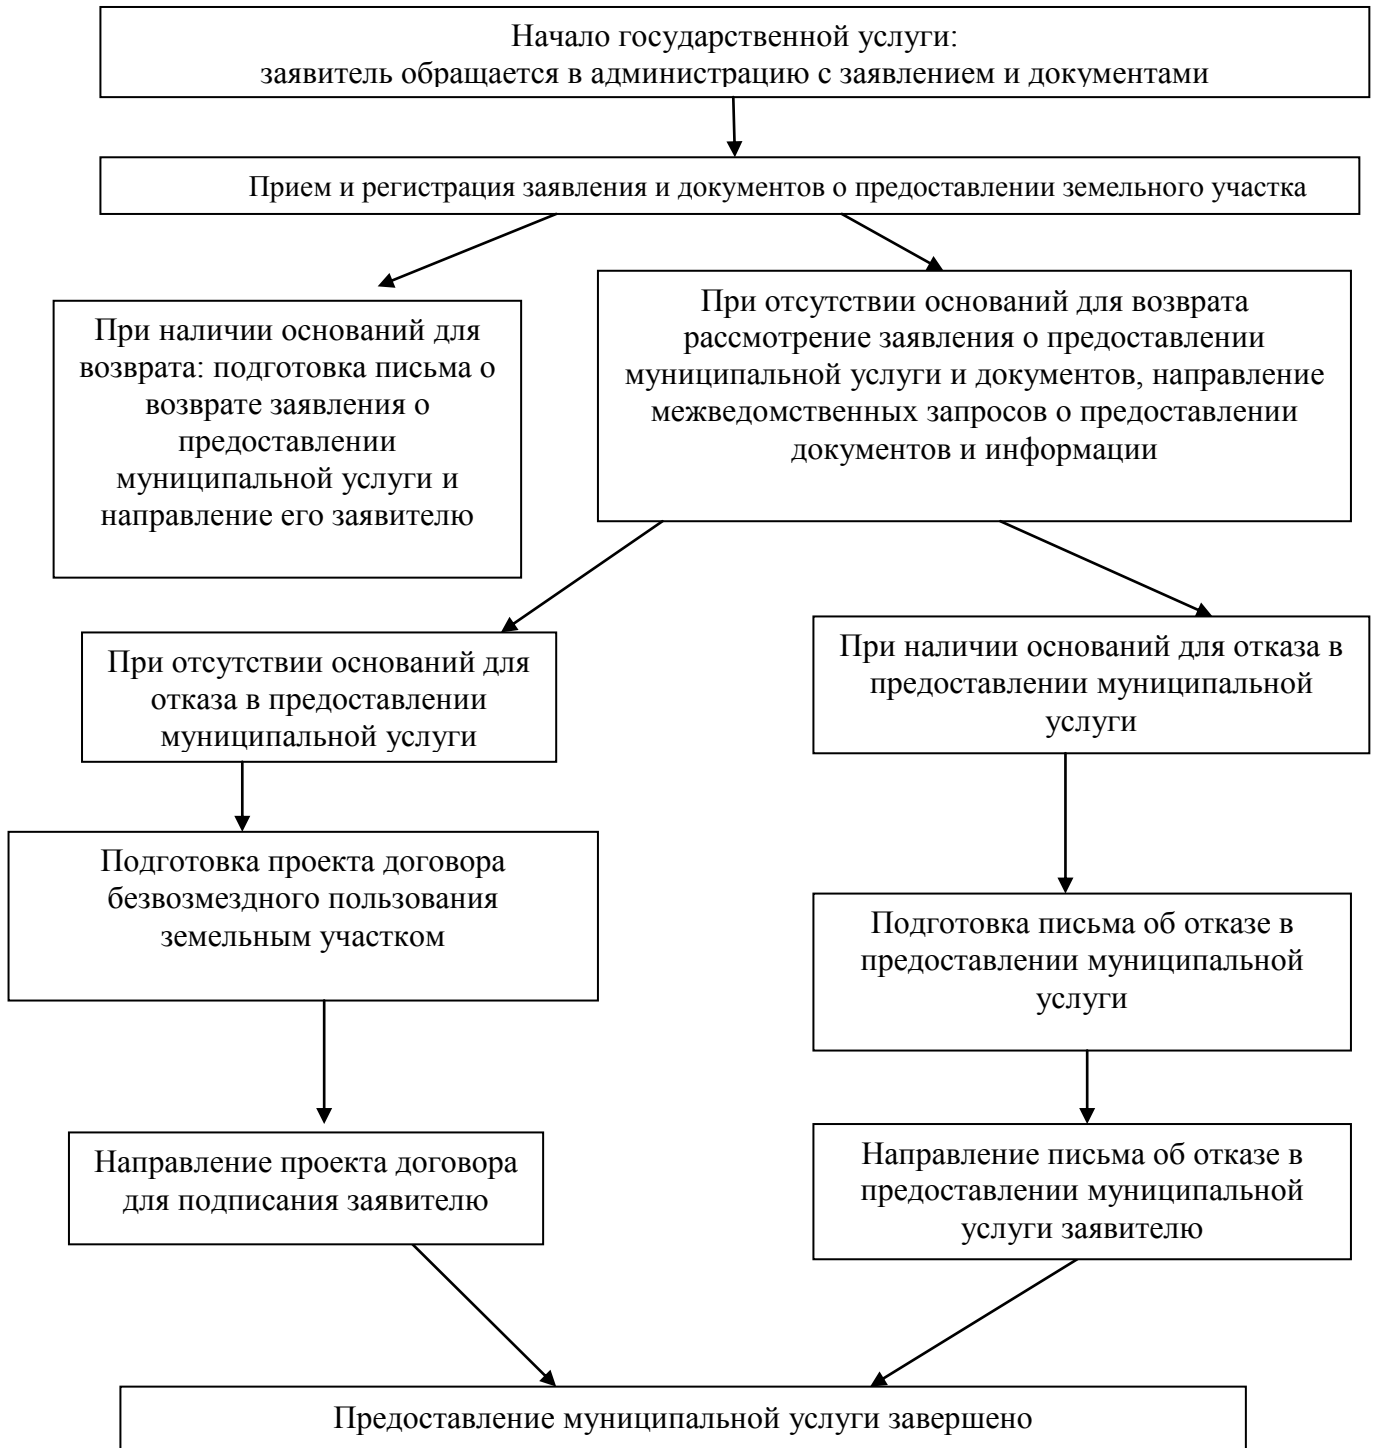 Начало государственной услуги:
заявитель обращается в администрацию с заявлением и документами
Прием и регистрация заявления и документов о предоставлении земельного участка
При наличии оснований для
возврата: подготовка письма о
возврате заявления о
предоставлении
муниципальной услуги и
направление его заявителю
При отсутствии оснований для возврата
рассмотрение заявления о предоставлении
муниципальной услуги и документов, направление
межведомственных запросов о предоставлении
документов и информации
При отсутствии оснований для
отказа в предоставлении
муниципальной услуги
При наличии оснований для отказа в
предоставлении муниципальной
услуги
Подготовка проекта договора
безвозмездного пользования
земельным участком
Подготовка письма об отказе в
предоставлении муниципальной
услуги
Направление проекта договора
для подписания заявителю
Направление письма об отказе в
предоставлении муниципальной
услуги заявителю
Предоставление муниципальной услуги завершено